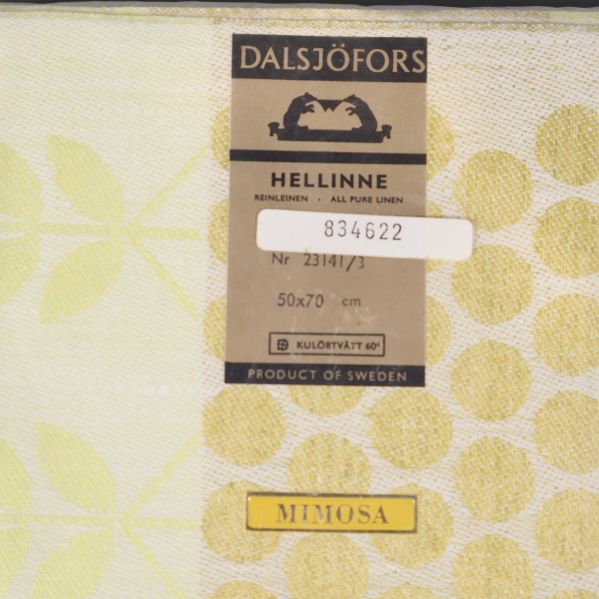 DALSJÖFORS
HELLINNE
REINLEINEN · ALL PURE LINEN
834622
Nr 23141/3
50x70 cm
KULÖRTVÄTT 60°
PRODUCT OF SWEDEN
MIMOSA